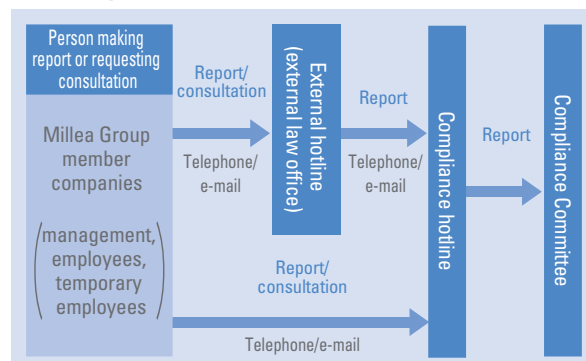 Person making
report or requesting
consultation
Millea Group
member
companies
(management,
employees,
temporary
employees)
Report/
consultation
Telephone/
e-mail
External hotline
(external law office)
Report
Telephone/
e-mail
Report/
consultation
Telephone/e-mail
Compliance hotline
Report
Compliance Committee